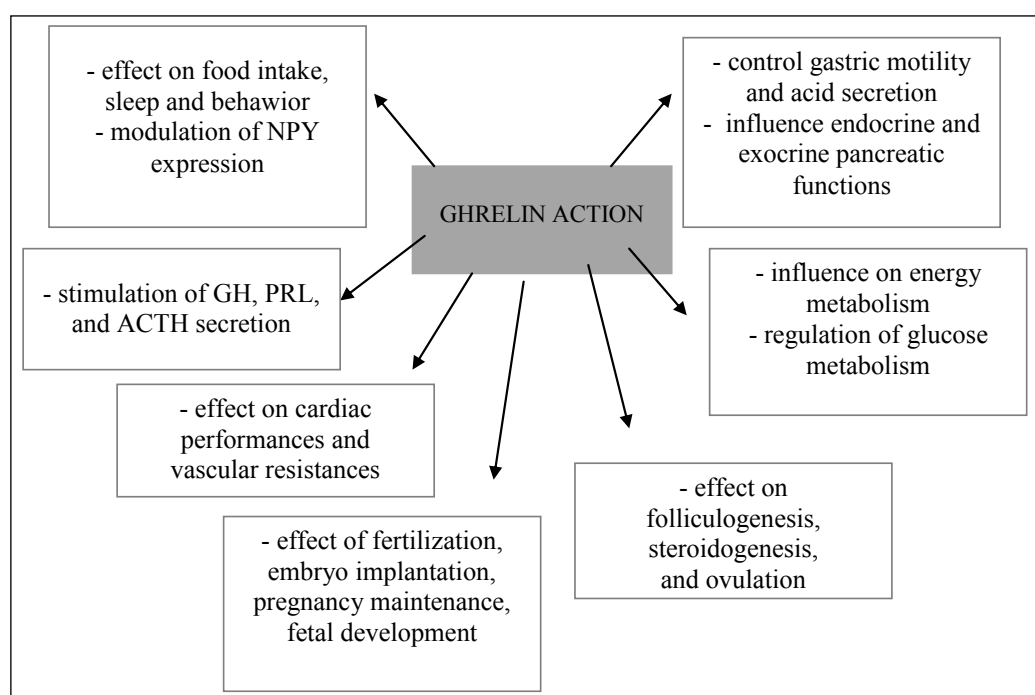 - effect on food intake,
sleep and behawior
- modulation of NPY
expression
- control gastric motility
and acid secretion
- influence endocrine and
exocrine pancreatic
functions
GHRELIN ACTION
- stimulation of GH, PRL,
and ACTH secretion
- influence on energy
metabolism
- regulation of glucose
metabolism
- effect on cardiac
performances and
vascular resistances
- effect on
folliculogenesis,
steroidogenesis,
and ovulation
- effect of fertilization,
embryo implantation,
pregnancy maintenance,
fetal development